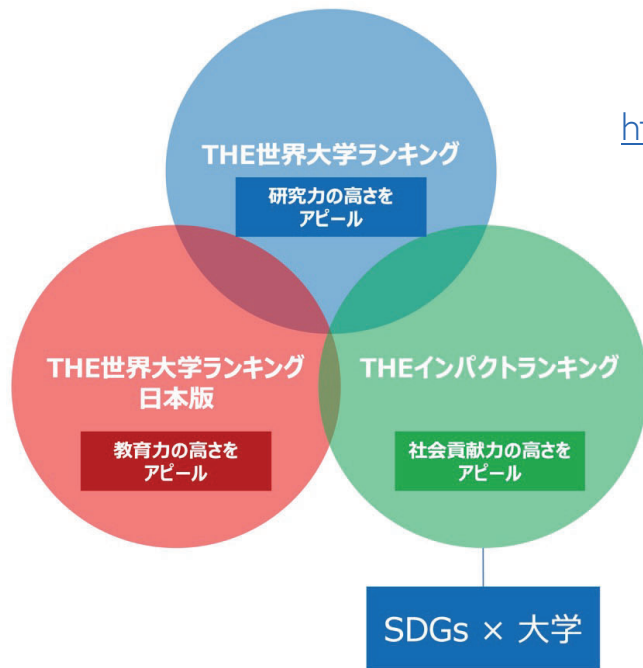 THE世界大学ランキング
研究力の高さを
アピール
THE世界大学ランキング
日本版
教育力の高さを
アピール
THEインパクトランキング
社会貢献力の高さを
アピール
SDGs × 大学